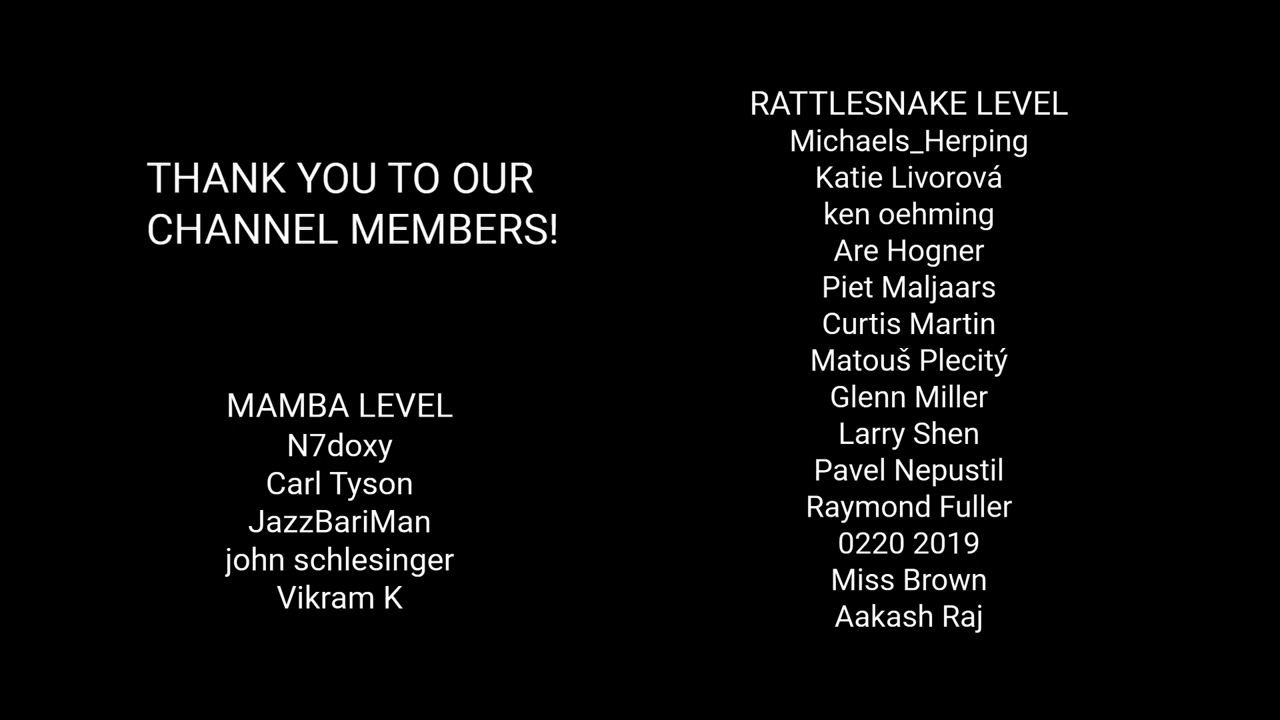 THANK YOU TO OUR
CHANNEL MEMBERS!
MAMBA LEVEL
N7doxy
Carl Tyson
JazzBariMan
john schlesinger
Vikram K
RATTLESNAKE LEVEL
Michaels_Herping
Katie Livorová
ken oehming
Are Hogner
Piet Maljaars
Curtis Martin
Matouš Plecitý
Glenn Miller
Larry Shen
Pavel Nepustil
Raymond Fuller
0220 2019
Miss Brown
Aakash Raj